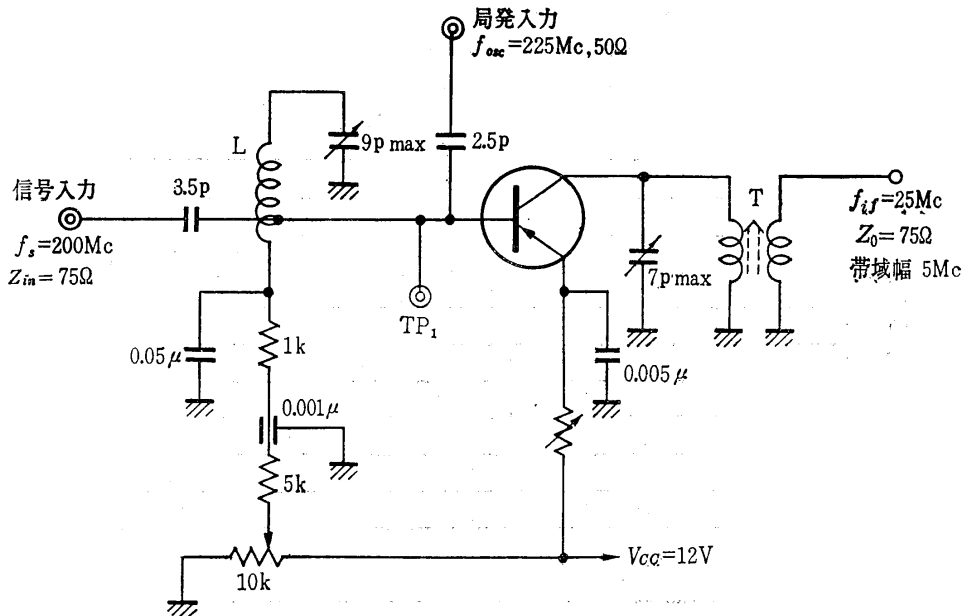 局発入力
f_osc=225Mc, 50Ω
L
9p max
2.5p
信号入力
3.5p
f_s=200Mc
Z_in=75Ω
TP₁
7p max
T
f_if=25Mc
Z₀=75Ω
帯域幅 5Mc
0.05μ
1k
0.005μ
0.001μ
5k
10k
V_CC=12V